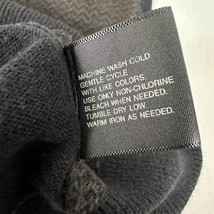 MACHINE WASH COLD
GENTLE CYCLE
WITH LIKE COLORS.
USE ONLY NON-CHLORINE
BLEACH WHEN NEEDED.
TUMBLE DRY LOW.
WARM IRON AS NEEDED.